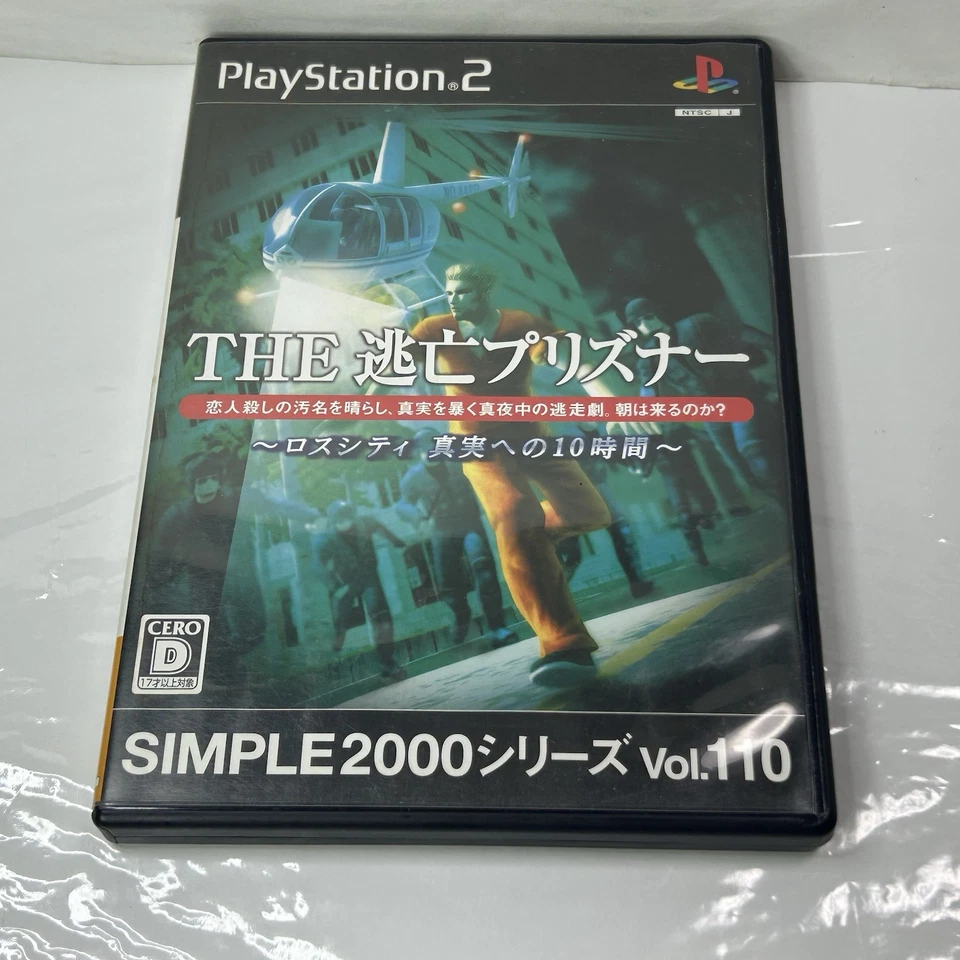 PlayStation®2
NTSC J
THE 逃亡プリズナー
恋人殺しの汚名を晴らし、真実を暴く真夜中の逃走劇。朝は来るのか?
~ロスシティ 真実への10時間~
CERO
D
17才以上対象
SIMPLE2000シリーズ Vol.110